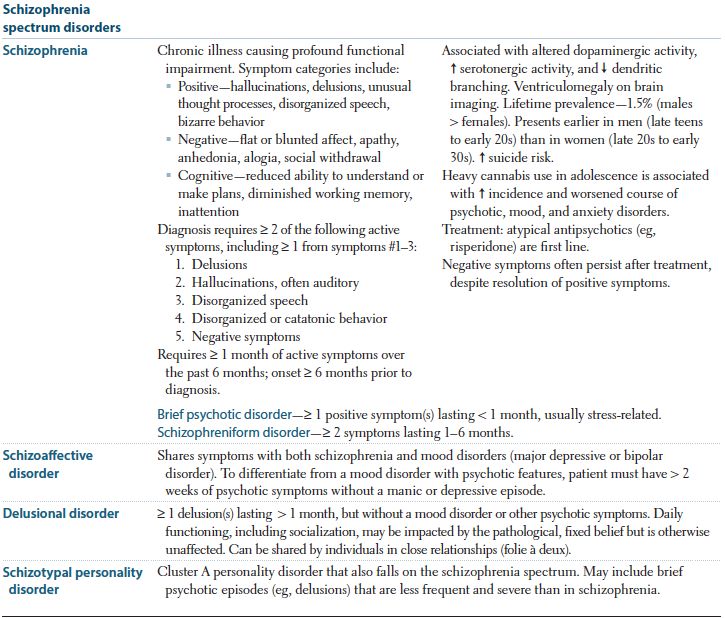 Schizophrenia
spectrum disorders
Schizophrenia
Chronic illness causing profound functional
impairment. Symptom categories include:
▪ Positive—hallucinations, delusions, unusual
thought processes, disorganized speech,
bizarre behavior
▪ Negative—flat or blunted affect, apathy,
anhedonia, alogia, social withdrawal
▪ Cognitive—reduced ability to understand or
make plans, diminished working memory,
inattention
Diagnosis requires ≥ 2 of the following active
symptoms, including ≥ 1 from symptoms #1–3:
1. Delusions
2. Hallucinations, often auditory
3. Disorganized speech
4. Disorganized or catatonic behavior
5. Negative symptoms
Requires ≥ 1 month of active symptoms over
the past 6 months; onset ≥ 6 months prior to
diagnosis.
Associated with altered dopaminergic activity,
↑ serotonergic activity, and ↓ dendritic
branching. Ventriculomegaly on brain
imaging. Lifetime prevalence—1.5% (males
> females). Presents earlier in men (late teens
to early 20s) than in women (late 20s to early
30s). ↑ suicide risk.
Heavy cannabis use in adolescence is associated
with ↑ incidence and worsened course of
psychotic, mood, and anxiety disorders.
Treatment: atypical antipsychotics (eg,
risperidone) are first line.
Negative symptoms often persist after treatment,
despite resolution of positive symptoms.
Brief psychotic disorder—≥ 1 positive symptom(s) lasting < 1 month, usually stress-related.
Schizophreniform disorder—≥ 2 symptoms lasting 1–6 months.
Schizoaffective
disorder
Shares symptoms with both schizophrenia and mood disorders (major depressive or bipolar
disorder). To differentiate from a mood disorder with psychotic features, patient must have > 2
weeks of psychotic symptoms without a manic or depressive episode.
Delusional disorder
≥ 1 delusion(s) lasting > 1 month, but without a mood disorder or other psychotic symptoms. Daily
functioning, including socialization, may be impacted by the pathological, fixed belief but is otherwise
unaffected. Can be shared by individuals in close relationships (folie à deux).
Schizotypal personality
disorder
Cluster A personality disorder that also falls on the schizophrenia spectrum. May include brief
psychotic episodes (eg, delusions) that are less frequent and severe than in schizophrenia.